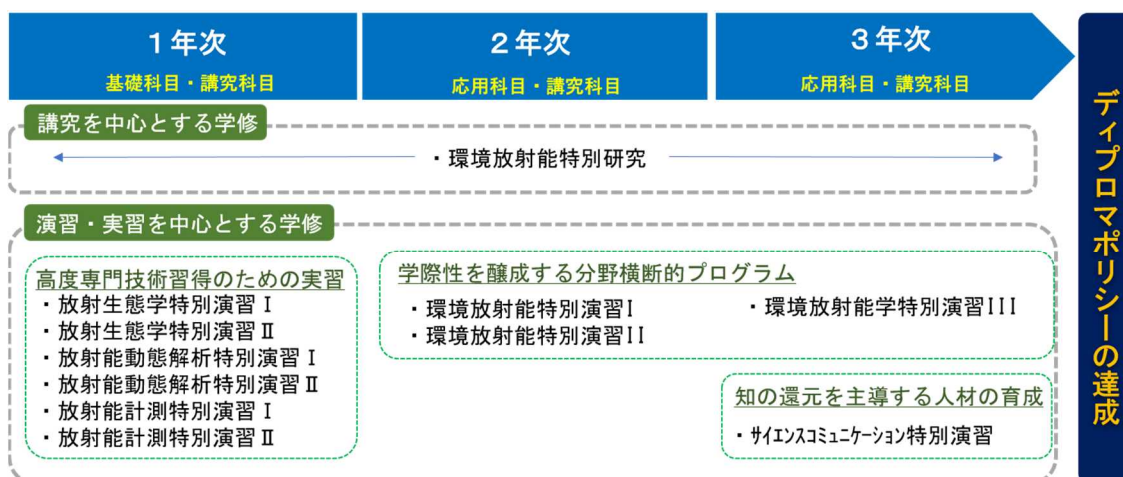 1年次
基礎科目・講究科目
2年次
応用科目・講究科目
3年次
応用科目・講究科目
講究を中心とする学修
・環境放射能特別研究
演習・実習を中心とする学修
高度専門技術習得のための実習
・放射生態学特別演習Ⅰ
・放射生態学特別演習Ⅱ
・放射能動態解析特別演習Ⅰ
・放射能動態解析特別演習Ⅱ
・放射能計測特別演習Ⅰ
・放射能計測特別演習Ⅱ
学際性を醸成する分野横断的プログラム
・環境放射能特別演習I
・環境放射能特別演習II
・環境放射能学特別演習III
知の還元を主導する人材の育成
・ｻｲｴﾝｽｺﾐｭﾆｹｰｼｮﾝ特別演習
ディプロマポリシーの達成